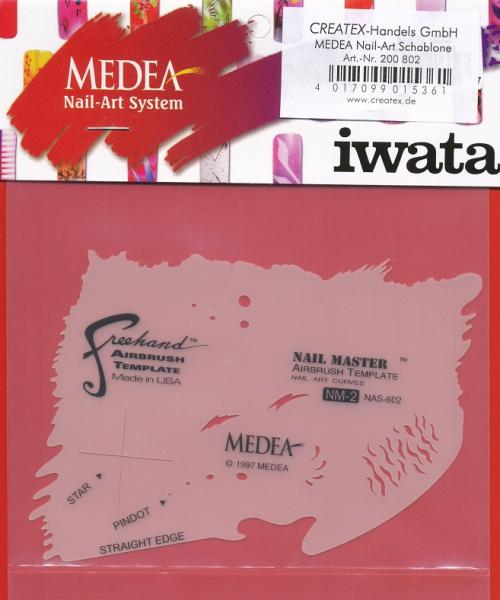 CREATEX-Handels GmbH
MEDEA Nail-Art Schablone
Art.-Nr. 200 802
4 017099 015361
www.createx.de
MEDEA
Nail-Art System
iwata
Freehand™
AIRBRUSH
TEMPLATE
Made in USA
NAIL MASTER ™
AIRBRUSH TEMPLATE
NAIL ART CURVES
NM-2 NAS-602
MEDEA
© 1997 MEDEA
STAR
PINDOT
STRAIGHT EDGE